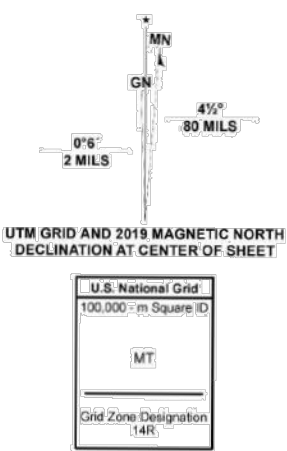 ★
MN
GN
4½°
80 MILS
0°6´
2 MILS
UTM GRID AND 2019 MAGNETIC NORTH
DECLINATION AT CENTER OF SHEET
U.S. National Grid
100,000 - m Square ID
MT
Grid Zone Designation
14R